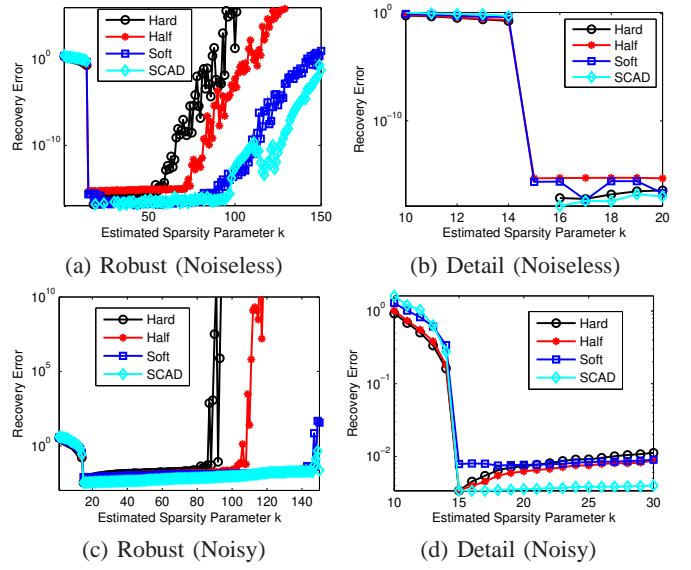 Hard
Half
Soft
SCAD
10^0
10^-10
Recovery Error
50
100
150
Estimated Sparsity Parameter k
(a) Robust (Noiseless)
Hard
Half
Soft
SCAD
10^0
10^-10
Recovery Error
10
12
14
16
18
20
Estimated Sparsity Parameter k
(b) Detail (Noiseless)
Hard
Half
Soft
SCAD
10^10
10^5
10^0
Recovery Error
20
40
60
80
100
120
140
Estimated Sparsity Parameter k
(c) Robust (Noisy)
Hard
Half
Soft
SCAD
10^0
10^-1
10^-2
Recovery Error
10
15
20
25
30
Estimated Sparsity Parameter k
(d) Detail (Noisy)